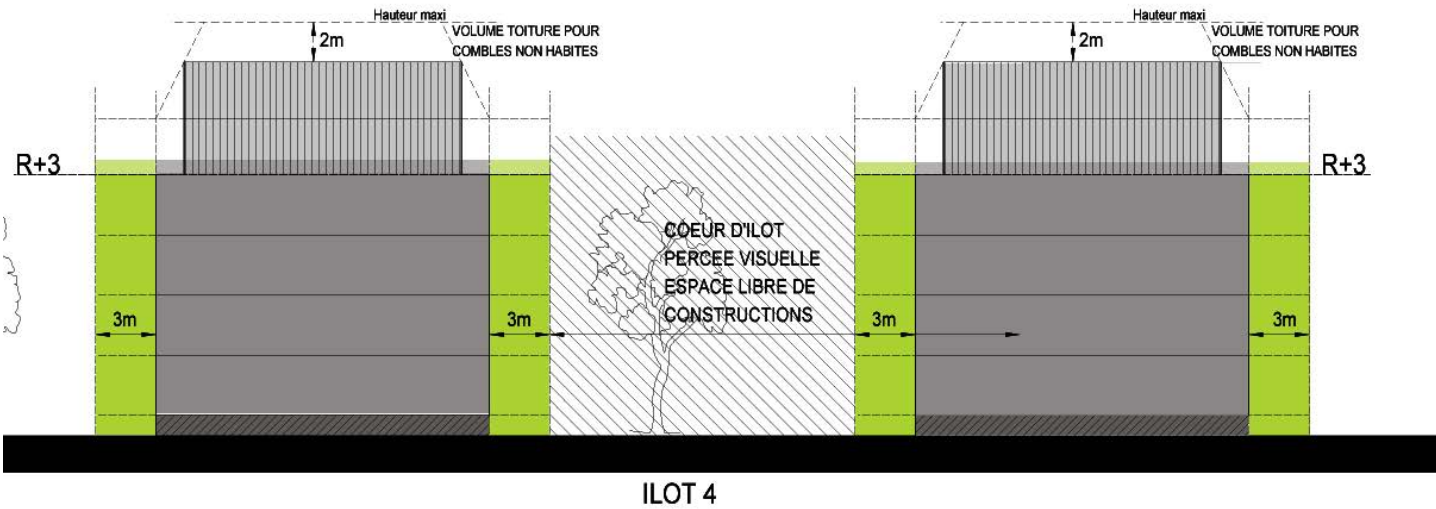 Hauteur maxi
VOLUME TOITURE POUR
COMBLES NON HABITES
2m
Hauteur maxi
VOLUME TOITURE POUR
COMBLES NON HABITES
2m
R+3
R+3
COEUR D'ILOT
PERCEE VISUELLE
ESPACE LIBRE DE
CONSTRUCTIONS
3m
3m
3m
3m
ILOT 4